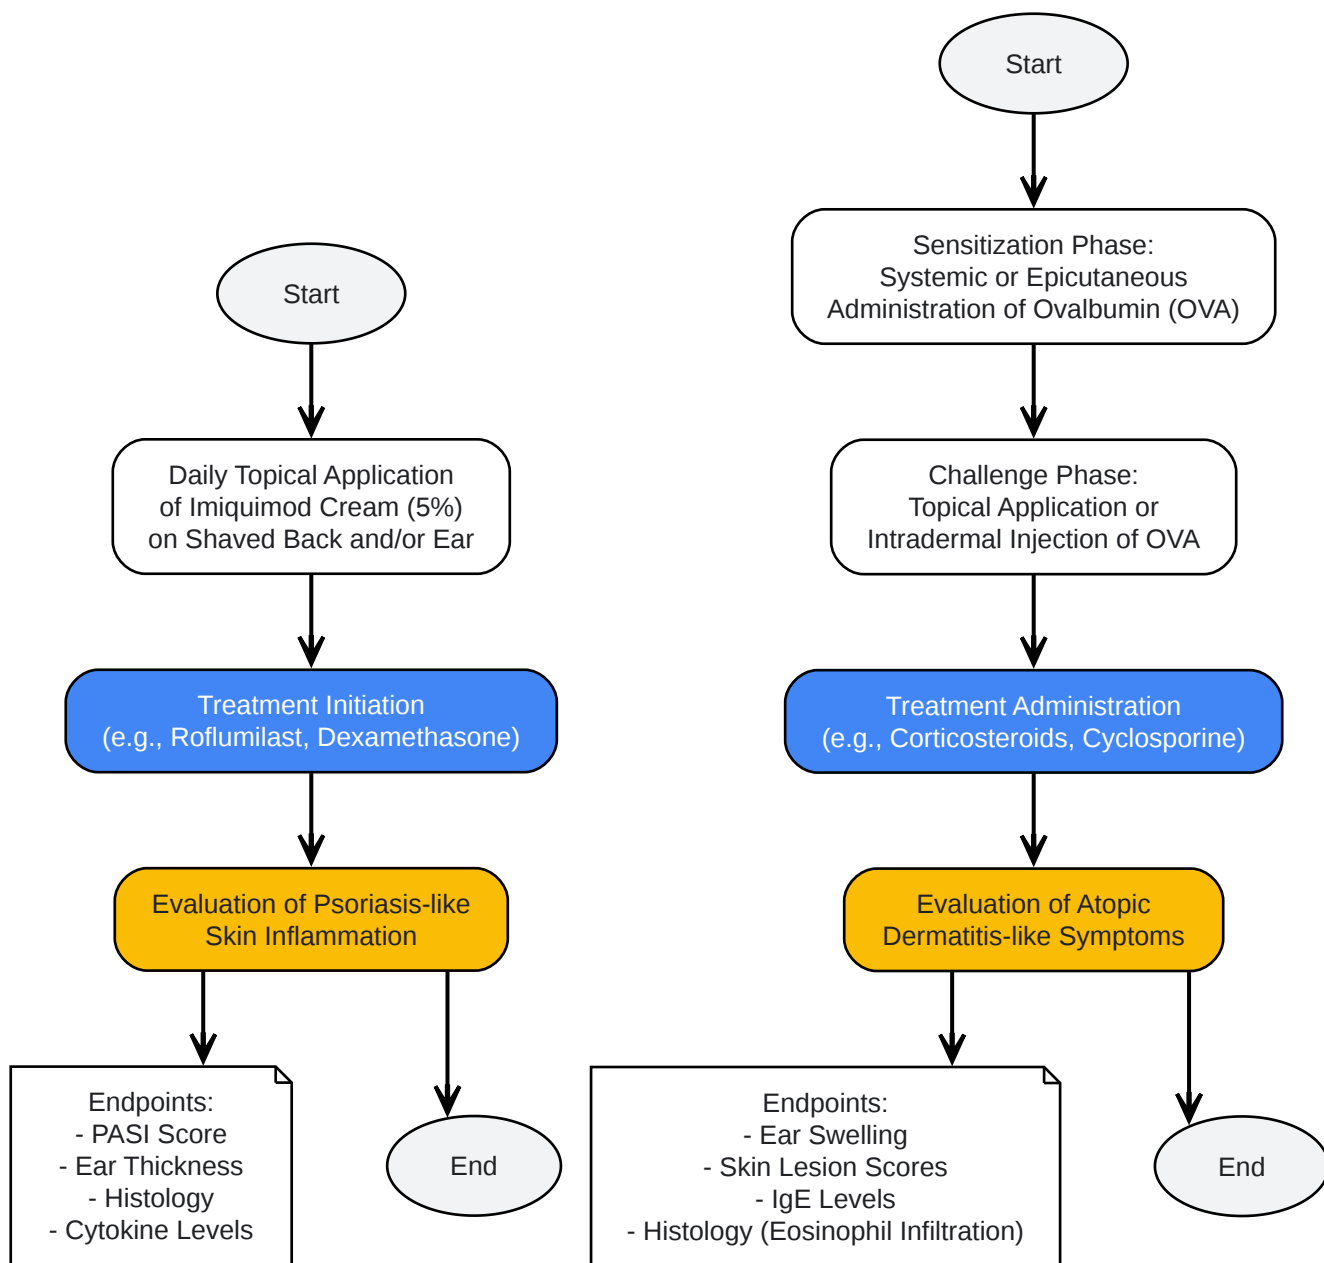 Start
Daily Topical Application
of Imiquimod Cream (5%)
on Shaved Back and/or Ear
Treatment Initiation
(e.g., Roflumilast, Dexamethasone)
Evaluation of Psoriasis-like
Skin Inflammation
Endpoints:
- PASI Score
- Ear Thickness
- Histology
- Cytokine Levels
End
Start
Sensitization Phase:
Systemic or Epicutaneous
Administration of Ovalbumin (OVA)
Challenge Phase:
Topical Application or
Intradermal Injection of OVA
Treatment Administration
(e.g., Corticosteroids, Cyclosporine)
Evaluation of Atopic
Dermatitis-like Symptoms
Endpoints:
- Ear Swelling
- Skin Lesion Scores
- IgE Levels
- Histology (Eosinophil Infiltration)
End